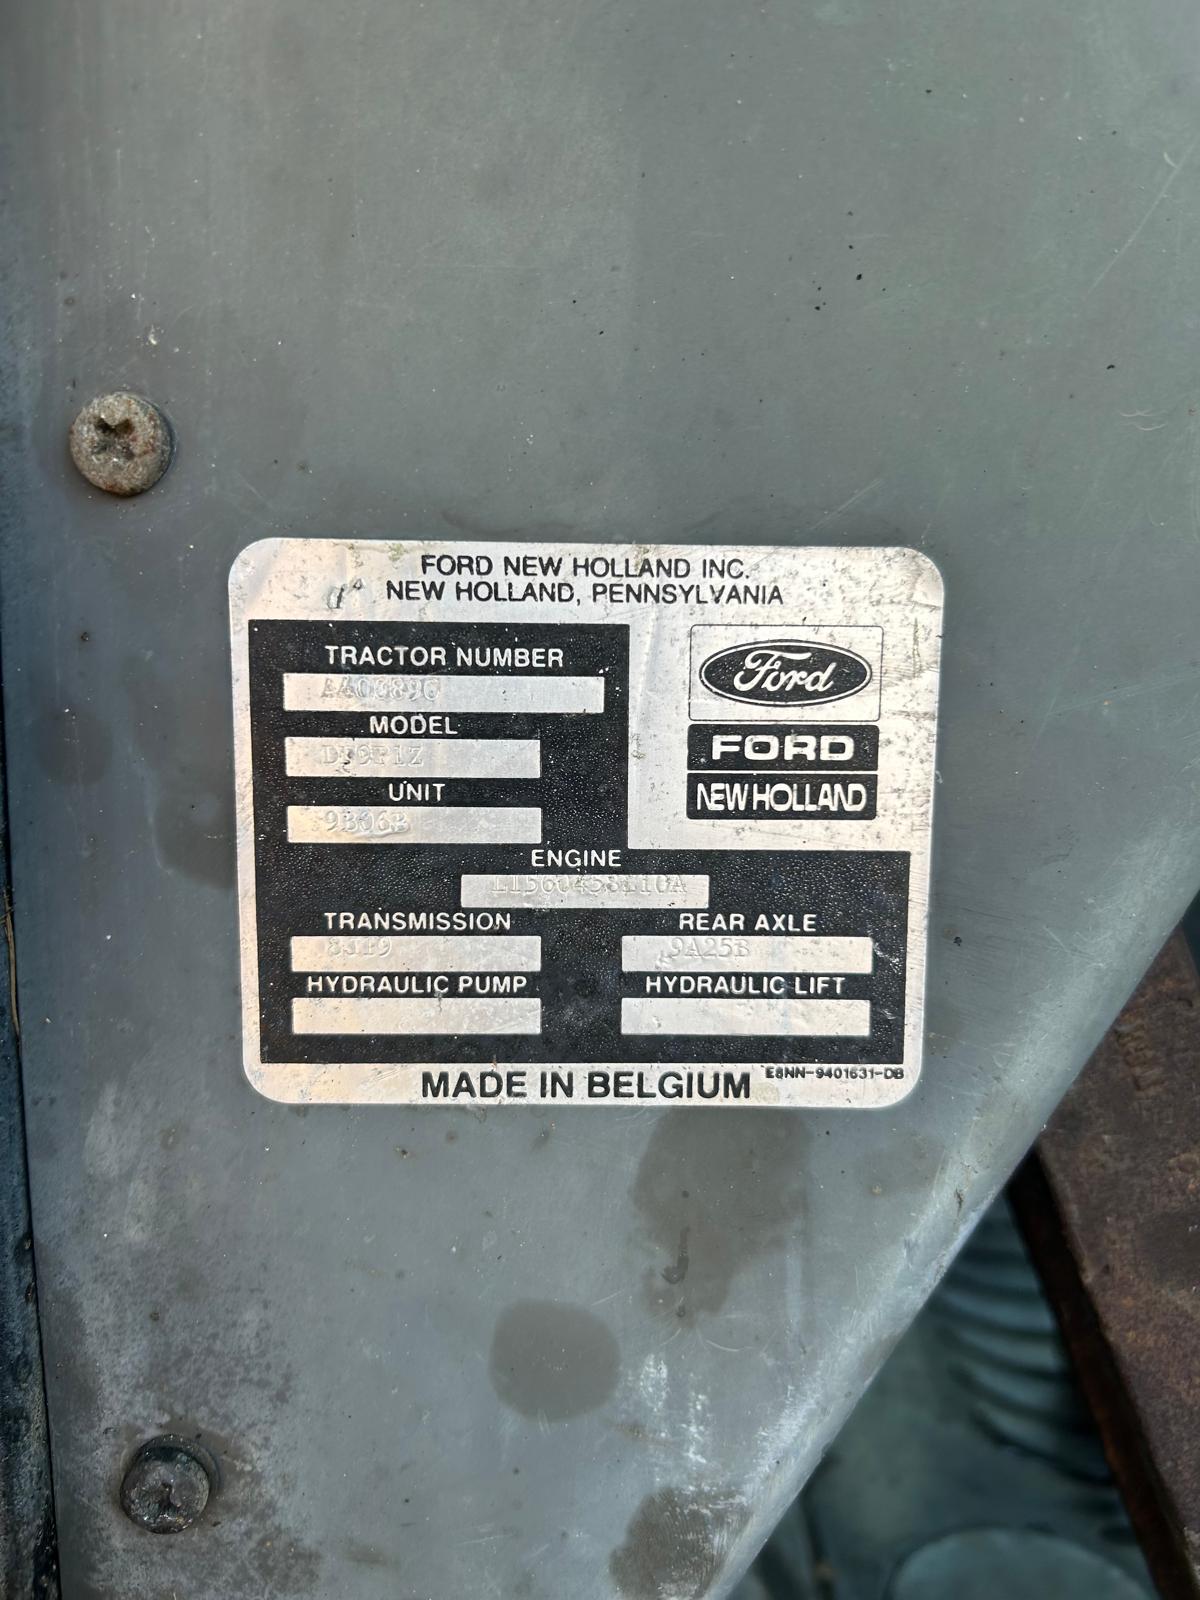 FORD NEW HOLLAND INC.
NEW HOLLAND, PENNSYLVANIA
TRACTOR NUMBER
MODEL
UNIT
9B06B
Ford
FORD
NEW HOLLAND
ENGINE
TRANSMISSION
REAR AXLE
9A25B
HYDRAULIC PUMP
HYDRAULIC LIFT
E8NN-9401631-DB
MADE IN BELGIUM